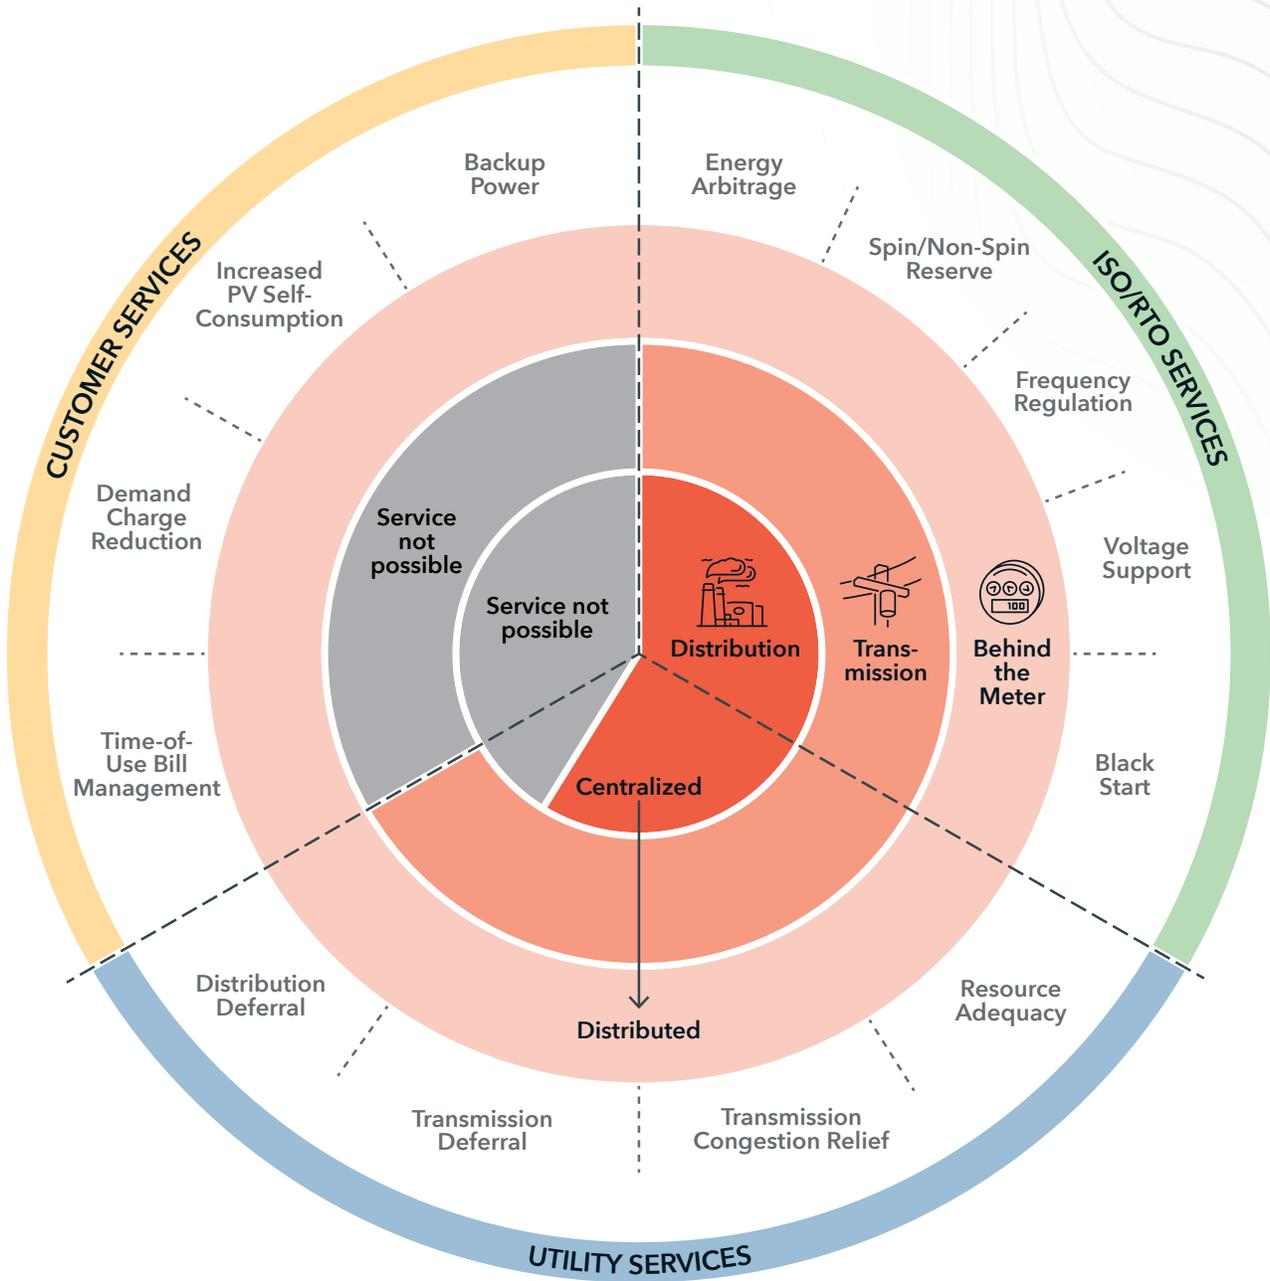 Backup
Power
Energy
Arbitrage
Spin/Non-Spin
Reserve
Increased
PV Self-
Consumption
CUSTOMER SERVICES
ISO/RTO SERVICES
Frequency
Regulation
Demand
Charge
Reduction
Service
not
possible
Service not
possible
Distribution
Trans-
mission
100
Behind
the
Meter
Voltage
Support
Time-of-
Use Bill
Management
Centralized
Black
Start
Distribution
Deferral
Distributed
Resource
Adequacy
Transmission
Deferral
Transmission
Congestion Relief
UTILITY SERVICES